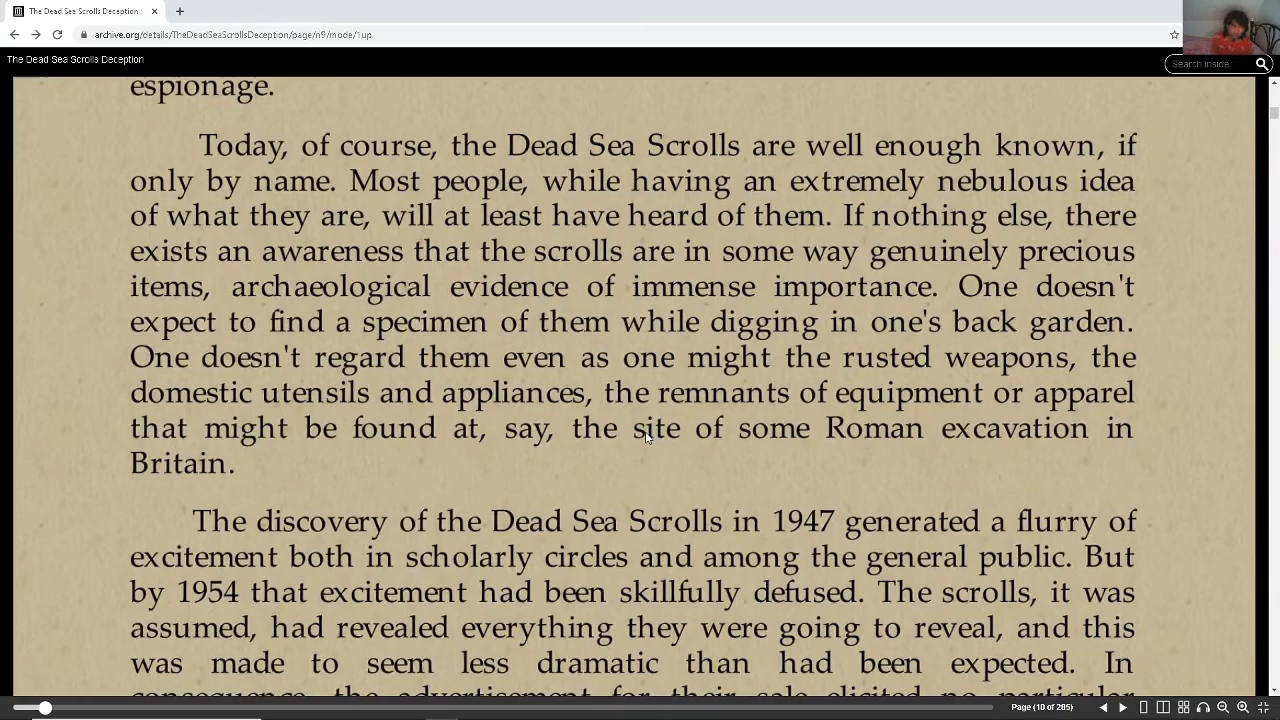 The Dead Sea Scrolls Deception :
archive.org/details/TheDeadSeaScrollsDeception/page/n9/mode/1up
The Dead Sea Scrolls Deception
Search inside
espionage.
Today, of course, the Dead Sea Scrolls are well enough known, if
only by name. Most people, while having an extremely nebulous idea
of what they are, will at least have heard of them. If nothing else, there
exists an awareness that the scrolls are in some way genuinely precious
items, archaeological evidence of immense importance. One doesn't
expect to find a specimen of them while digging in one's back garden.
One doesn't regard them even as one might the rusted weapons, the
domestic utensils and appliances, the remnants of equipment or apparel
that might be found at, say, the site of some Roman excavation in
Britain.
The discovery of the Dead Sea Scrolls in 1947 generated a flurry of
excitement both in scholarly circles and among the general public. But
by 1954 that excitement had been skillfully defused. The scrolls, it was
assumed, had revealed everything they were going to reveal, and this
was made to seem less dramatic than had been expected. In
consequence, the advertisement for their sale elicited no particular
Page (10 of 205)